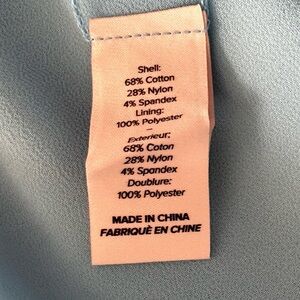 Shell:
68% Cotton
28% Nylon
4% Spandex
Lining:
100% Polyester
–
Exterieur:
68% Coton
28% Nylon
4% Spandex
Doublure:
100% Polyester
MADE IN CHINA
FABRIQUÉ EN CHINE